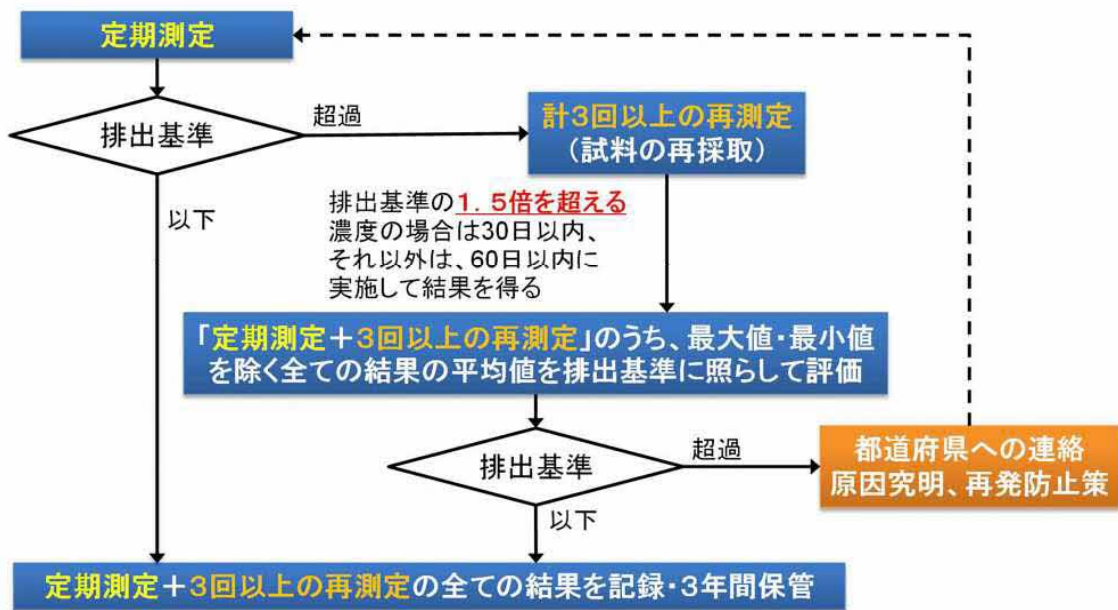 定期測定
排出基準
超過
計3回以上の再測定
(試料の再採取)
以下
排出基準の1.5倍を超える
濃度の場合は30日以内、
それ以外は、60日以内に
実施して結果を得る
「定期測定+3回以上の再測定」のうち、最大値・最小値
を除く全ての結果の平均値を排出基準に照らして評価
排出基準
超過
都道府県への連絡
原因究明、再発防止策
以下
定期測定+3回以上の再測定の全ての結果を記録・3年間保管